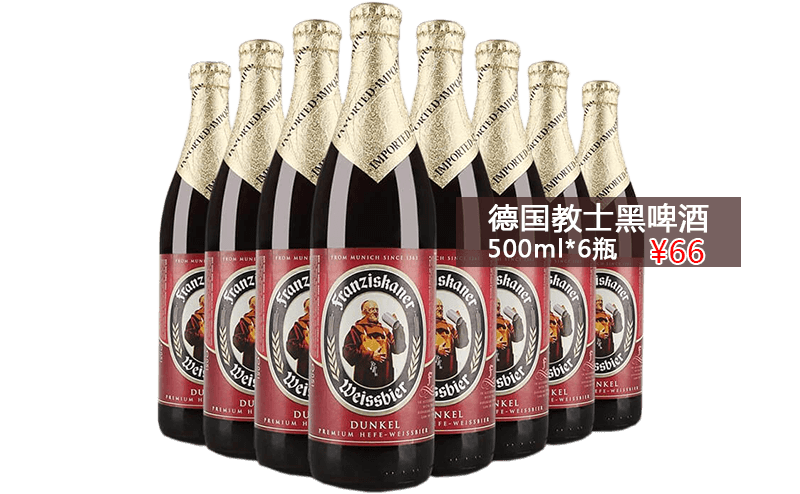 IMPORTED
德国教士黑啤酒
500ml*6瓶 ¥66
FROM MUNICH SINCE 1363
Franziskaner
Weissbier
DUNKEL
PREMIUM HEFE-WEISSBIER